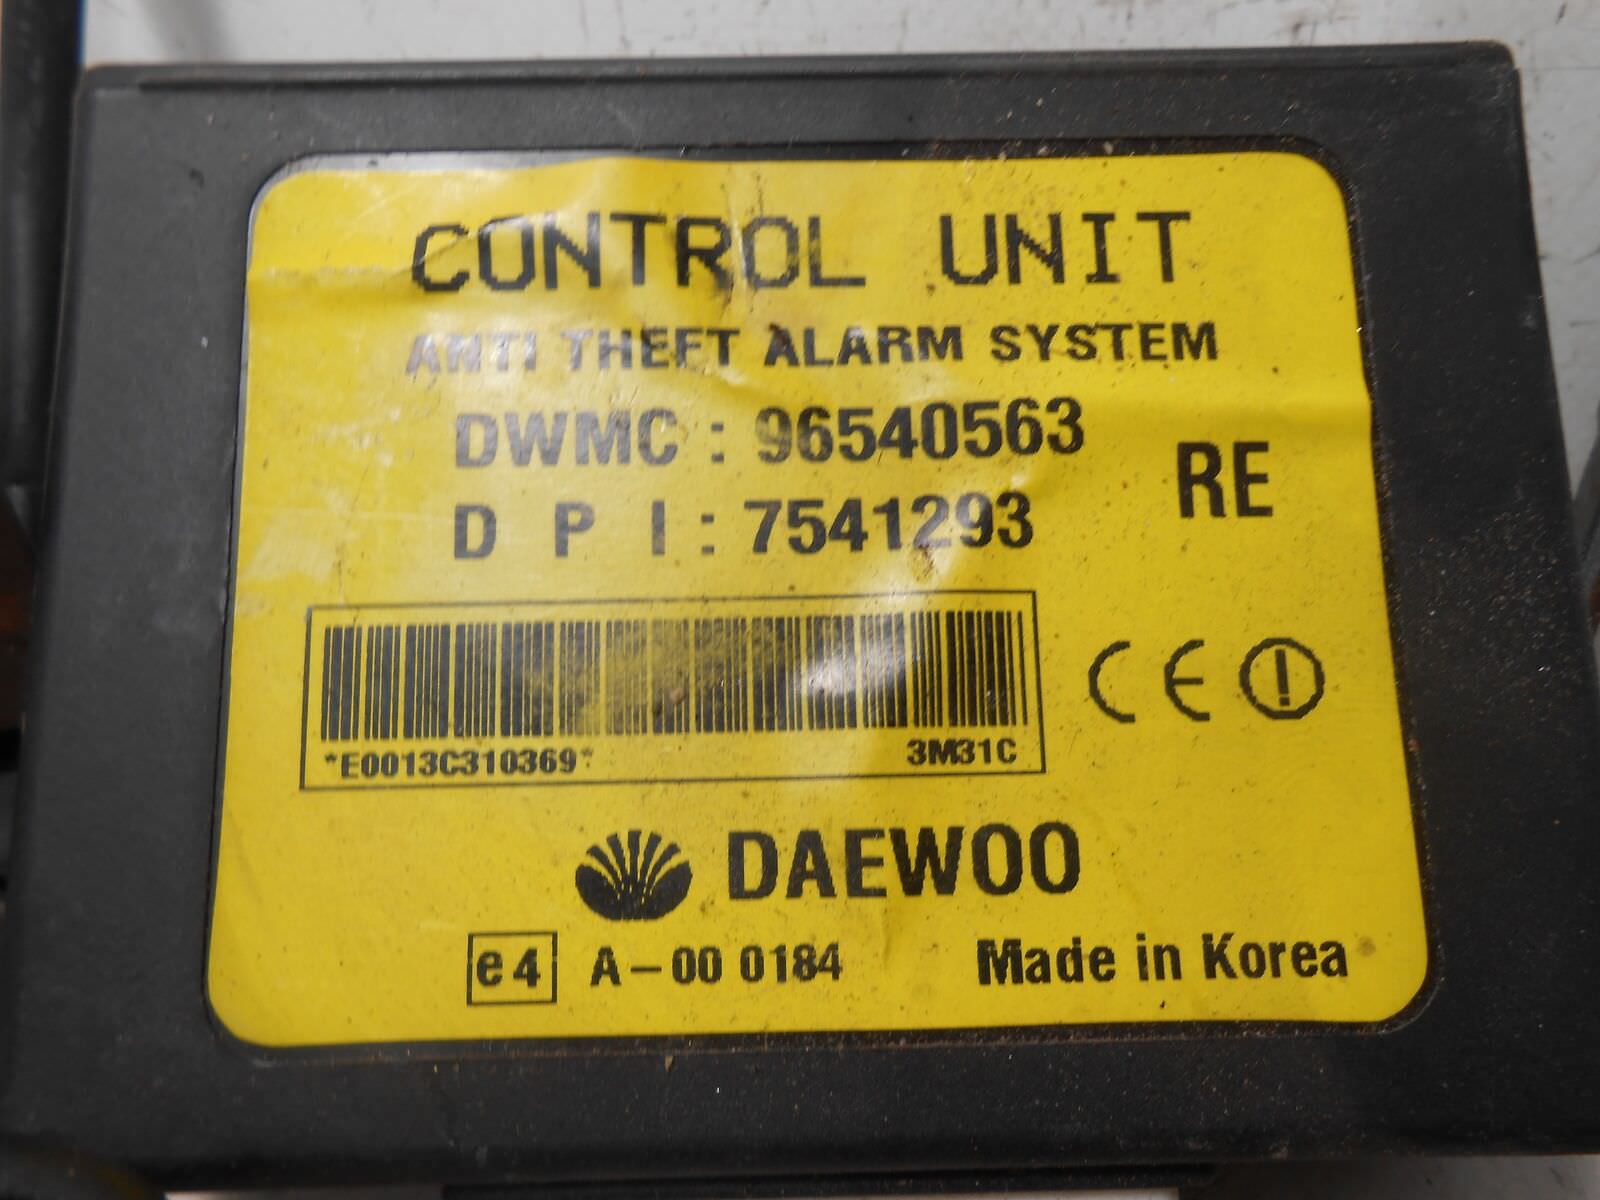 CONTROL UNIT
ANTI THEFT ALARM SYSTEM
DWMC : 96540563
D P I : 7541293
RE
*E0013C310369*
3M31C
CE
DAEWOO
e4 A-00 0184
Made in Korea